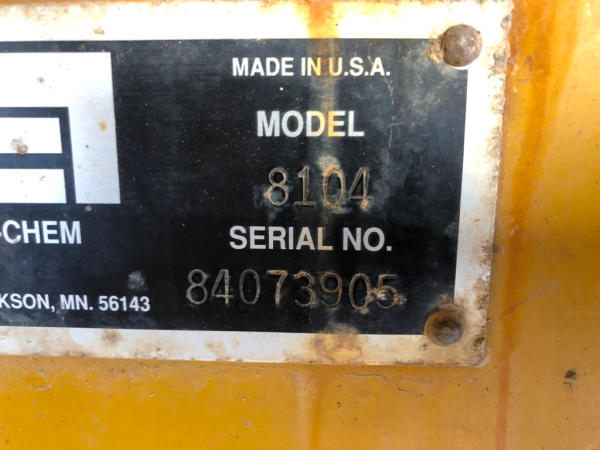 MADE IN U.S.A.
MODEL
8104
-CHEM
SERIAL NO.
KSON, MN. 56143
84073905